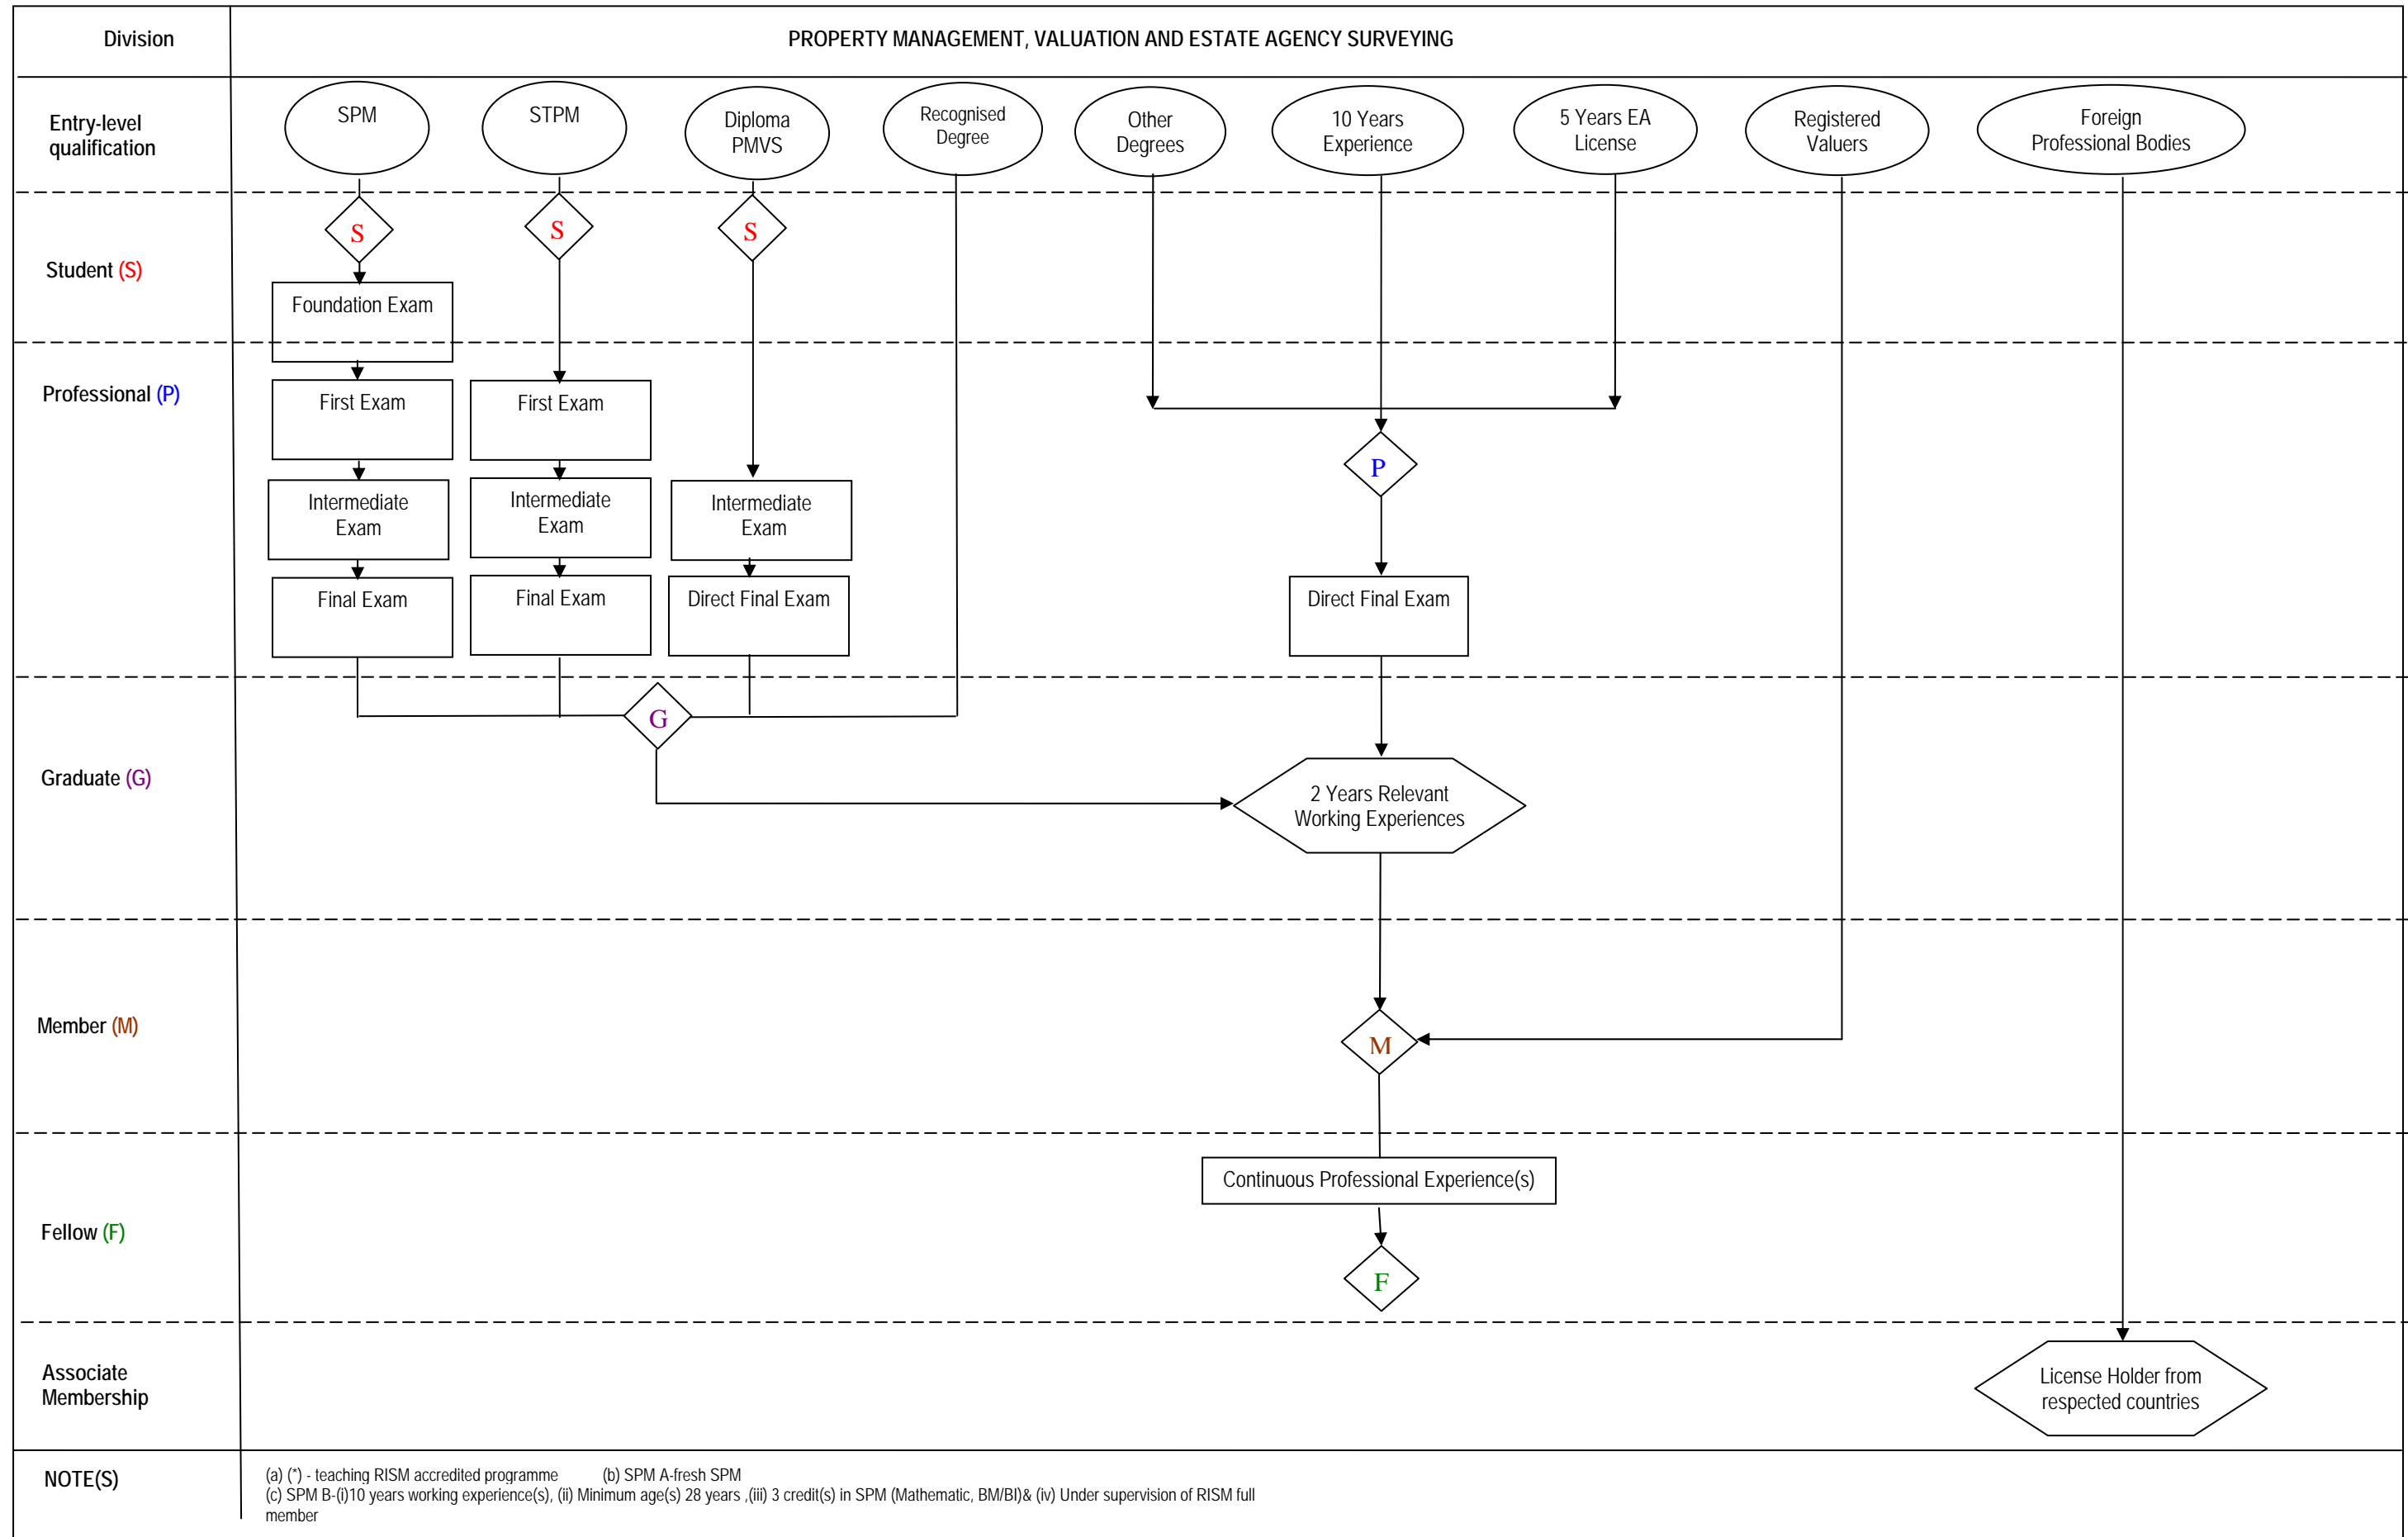 Division
PROPERTY MANAGEMENT, VALUATION AND ESTATE AGENCY SURVEYING
Entry-level
qualification
SPM
STPM
Diploma
PMVS
Recognised
Degree
Other
Degrees
10 Years
Experience
5 Years EA
License
Registered
Valuers
Foreign
Professional Bodies
Student (S)
S
S
S
Foundation Exam
Professional (P)
First Exam
First Exam
P
Intermediate
Exam
Intermediate
Exam
Intermediate
Exam
Final Exam
Final Exam
Direct Final Exam
Direct Final Exam
Graduate (G)
G
2 Years Relevant
Working Experiences
Member (M)
M
Continuous Professional Experience(s)
Fellow (F)
F
Associate
Membership
License Holder from
respected countries
NOTE(S)
(a) (*) - teaching RISM accredited programme (b) SPM A-fresh SPM
(c) SPM B-(i)10 years working experience(s), (ii) Minimum age(s) 28 years ,(iii) 3 credit(s) in SPM (Mathematic, BM/BI)& (iv) Under supervision of RISM full
member